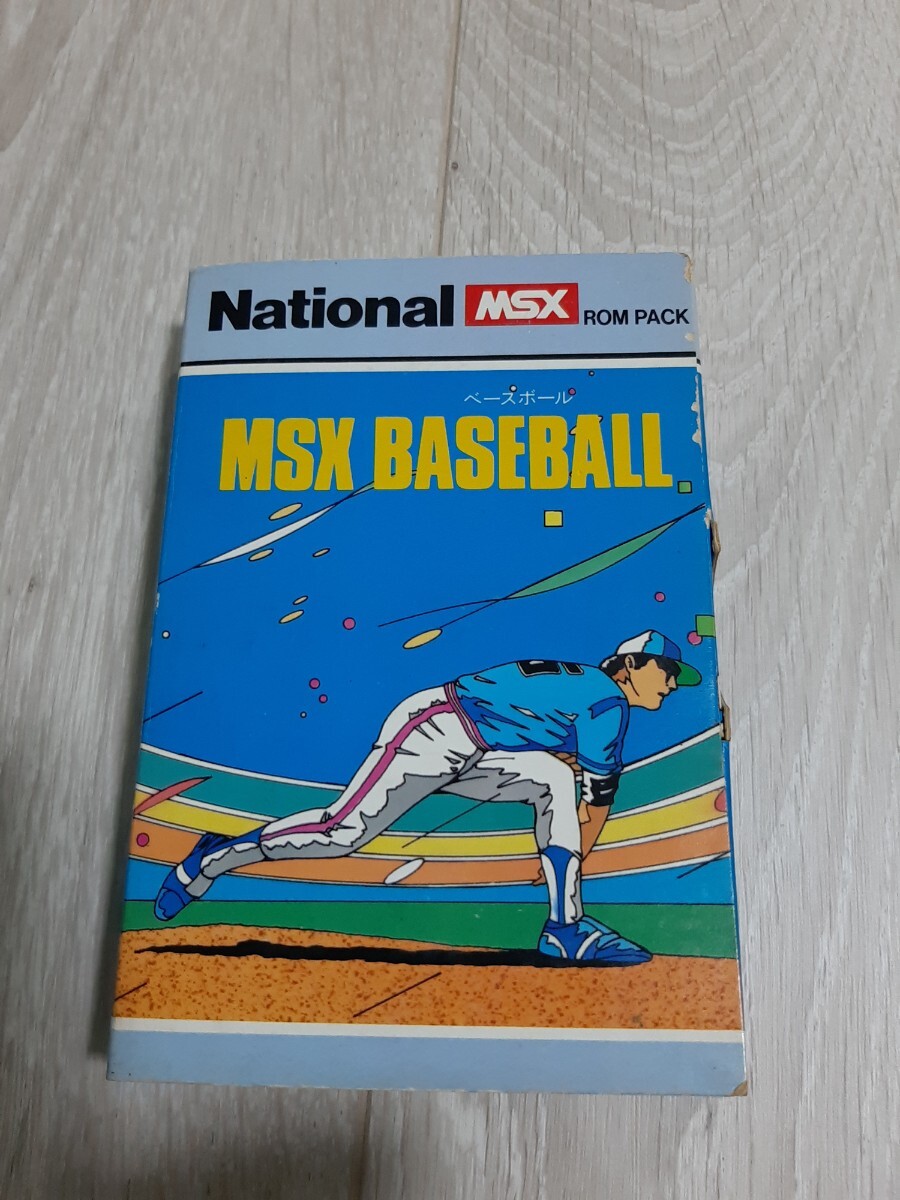 National MSX ROM PACK
ベースボール
MSX BASEBALL